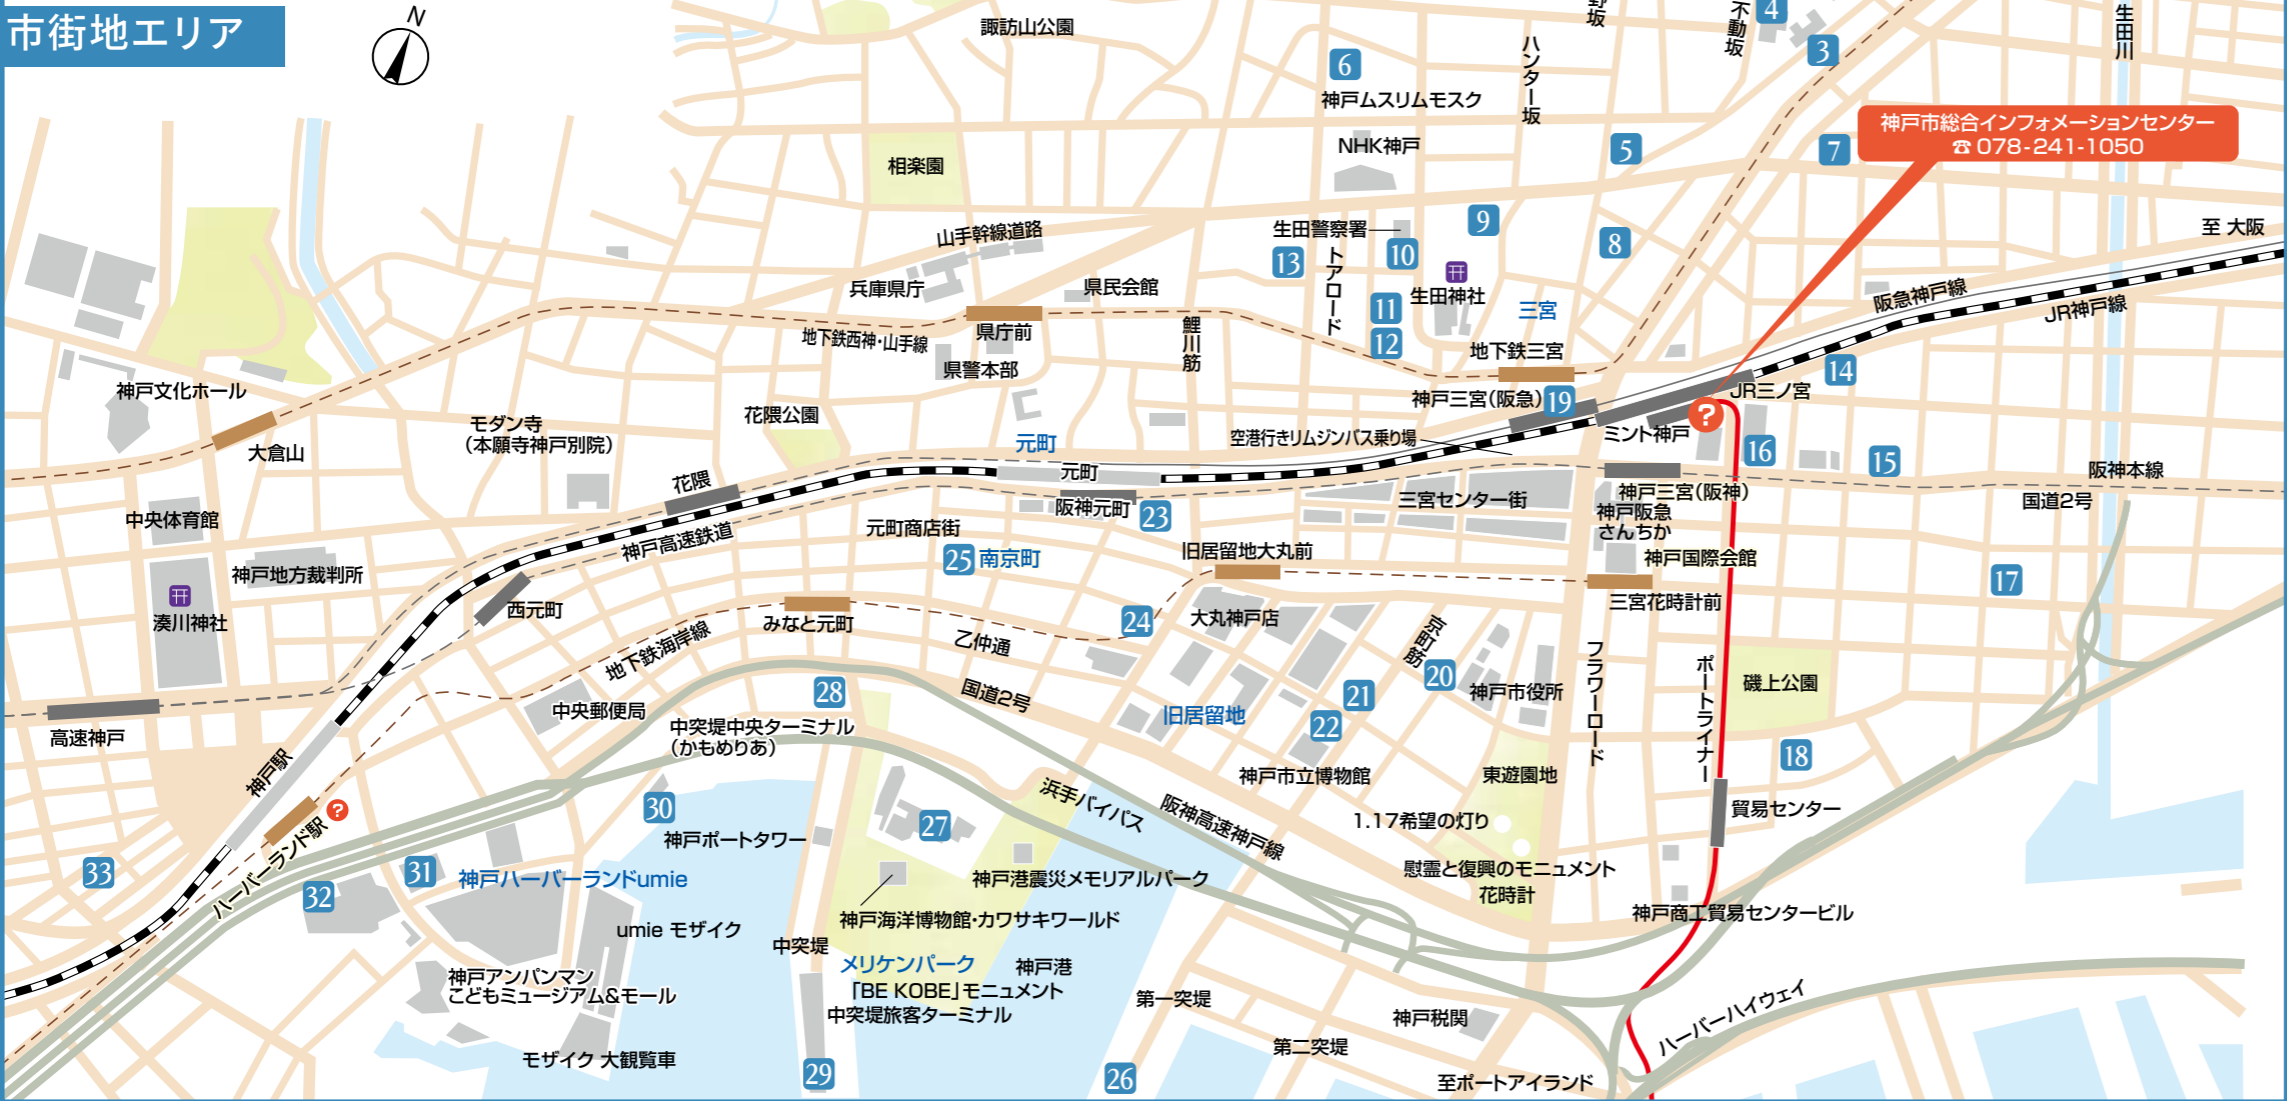 市街地エリア
N
諏訪山公園
野坂
ハンター坂
不動坂
4
3
生田川
6
神戸ムスリムモスク
NHK神戸
5
7
神戸市総合インフォメーションセンター
☎078-241-1050
相楽園
山手幹線道路
生田警察署
9
8
至 大阪
13
トアロード
10
生田神社
11
三宮
12
地下鉄三宮
阪急神戸線
JR神戸線
兵庫県庁
県民会館
地下鉄西神・山手線
県庁前
県警本部
鯉川筋
神戸文化ホール
大倉山
モダン寺
(本願寺神戸別院)
花隈公園
元町
神戸三宮(阪急)
19
JR三ノ宮
14
空港行きリムジンバス乗り場
ミント神戸
?
16
15
阪神本線
国道2号
花隈
元町
阪神元町
23
三宮センター街
神戸三宮(阪神)
神戸阪急
さんちか
神戸国際会館
中央体育館
神戸高速鉄道
元町商店街
25
南京町
旧居留地大丸前
神戸地方裁判所
湊川神社
西元町
みなと元町
乙仲通
24
大丸神戸店
京町筋
三宮花時計前
17
地下鉄海岸線
中央郵便局
28
国道2号
旧居留地
20
21
22
神戸市役所
フラワーロード
ポートライナー
磯上公園
18
高速神戸
神戸駅
中突堤中央ターミナル
(かもめりあ)
神戸市立博物館
東遊園地
貿易センター
?
ハーバーランド駅
30
神戸ポートタワー
27
浜手バイパス
阪神高速神戸線
1.17希望の灯り
33
32
31
神戸ハーバーランドumie
神戸港震災メモリアルパーク
慰霊と復興のモニュメント
花時計
神戸海洋博物館・カワサキワールド
神戸商工貿易センタービル
umie モザイク
中突堤
メリケンパーク
神戸港
「BE KOBE」モニュメント
中突堤旅客ターミナル
神戸アンパンマン
こどもミュージアム&モール
第一突堤
神戸税関
ハーバーハイウェイ
モザイク 大観覧車
29
26
第二突堤
至ポートアイランド